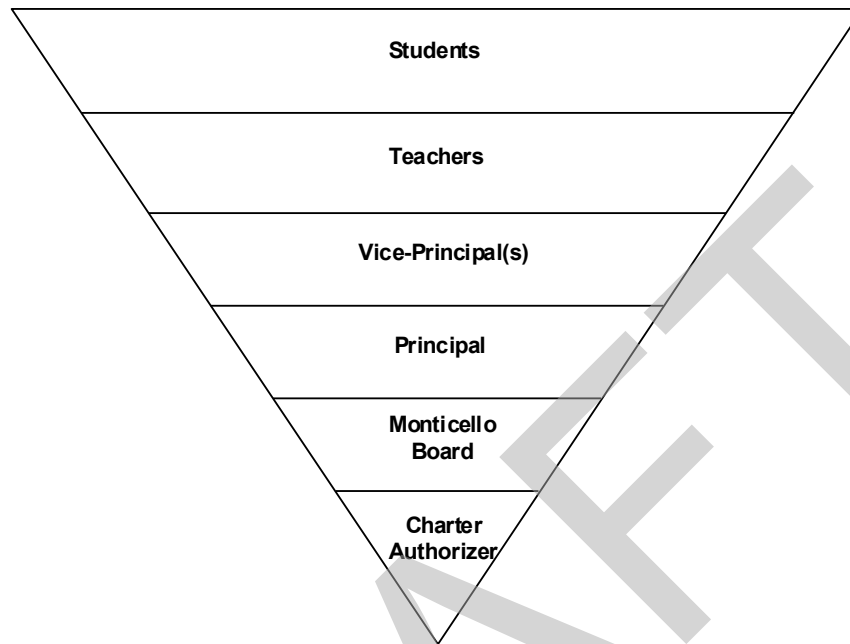 Students
Teachers
Vice-Principal(s)
Principal
Monticello
Board
Charter
Authorizer
AFT